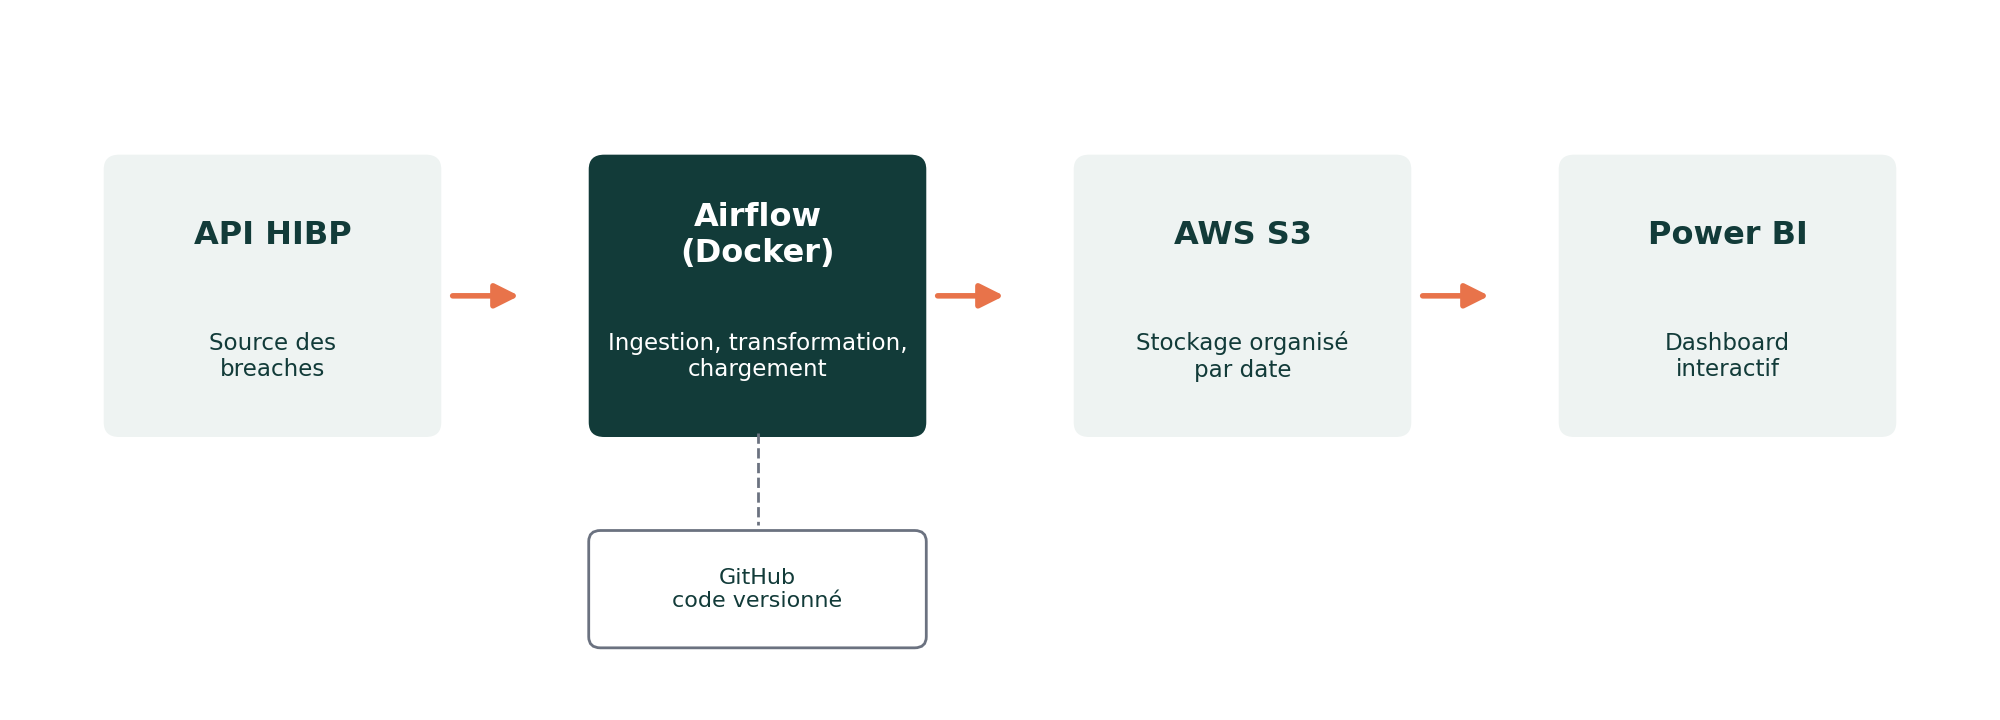 API HIBP
Source des
breaches
Airflow
(Docker)
Ingestion, transformation,
chargement
AWS S3
Stockage organisé
par date
Power BI
Dashboard
interactif
GitHub
code versionné